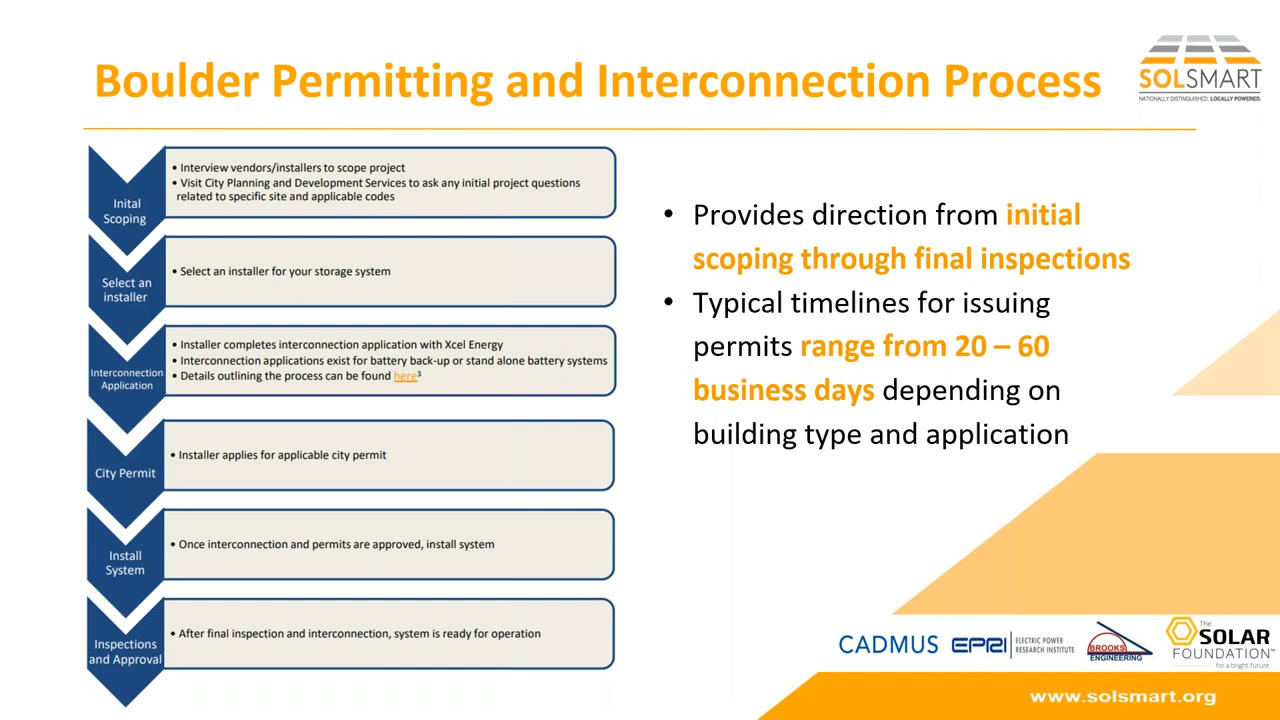 Boulder Permitting and Interconnection Process
SOLSMART
NATIONALLY DISTINGUISHED. LOCALLY POWERED.
Inital
Scoping
• Interview vendors/installers to scope project
• Visit City Planning and Development Services to ask any initial project questions
related to specific site and applicable codes
Select an
installer
• Select an installer for your storage system
Interconnection
Application
• Installer completes interconnection application with Xcel Energy
• Interconnection applications exist for battery back-up or stand alone battery systems
• Details outlining the process can be found here³
City Permit
• Installer applies for applicable city permit
Install
System
• Once interconnection and permits are approved, install system
Inspections
and Approval
• After final inspection and interconnection, system is ready for operation
• Provides direction from initial
scoping through final inspections
• Typical timelines for issuing
permits range from 20 – 60
business days depending on
building type and application
CADMUS
EPRI
ELECTRIC POWER
RESEARCH INSTITUTE
BROOKS
ENGINEERING
The
SOLAR
FOUNDATION™
for a bright future
www.solsmart.org